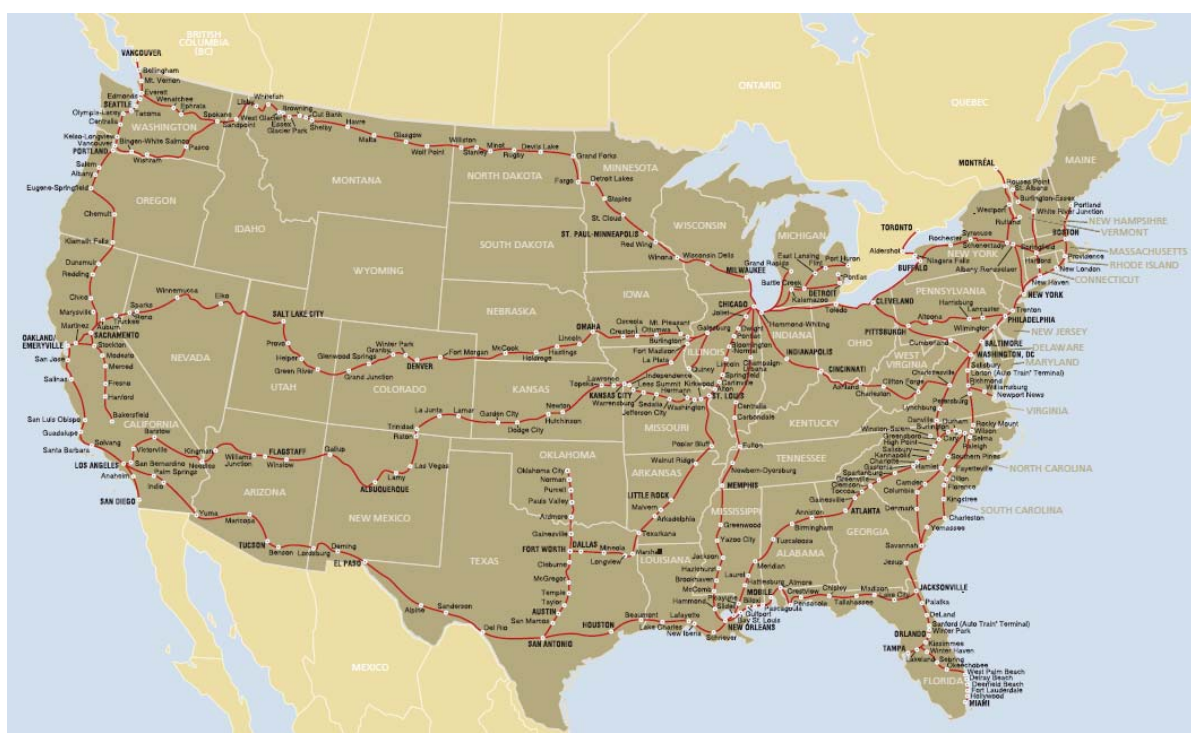 BRITISH
COLUMBIA
(BC)
VANCOUVER
Bellingham
Mt. Vernon
Everett
Edmonds
SEATTLE
Wenatchee
Ephrata
Olympia-Lacey
Tacoma
Centralia
Spokane
WASHINGTON
Kelso-Longview
Vancouver
PORTLAND
Bingen-White Salmon
Wishram
Pasco
Sandpoint
Libby
Whitefish
West Glacier
Essex
Glacier Park
Browning
Cut Bank
Shelby
Havre
Malta
Glasgow
Wolf Point
Williston
Stanley
Minot
Rugby
Devils Lake
Grand Forks
Fargo
Detroit Lakes
Staples
St. Cloud
ST. PAUL-MINNEAPOLIS
Red Wing
Winona
Wisconsin Dells
MILWAUKEE
Salem
Albany
Eugene-Springfield
OREGON
Chemult
Klamath Falls
IDAHO
MONTANA
NORTH DAKOTA
MINNESOTA
SOUTH DAKOTA
WISCONSIN
MICHIGAN
WYOMING
NEBRASKA
IOWA
ONTARIO
QUEBEC
MAINE
MONTRÉAL
Rouses Point
St. Albans
Burlington-Essex
Portland
White River Junction
Westport
Rutland
NEW HAMPSIHRE
VERMONT
BOSTON
MASSACHUSETTS
RHODE ISLAND
CONNECTICUT
Springfield
Providence
Hartford
New London
New Haven
TORONTO
Aldershot
Rochester
Syracuse
Schenectady
NEW YORK
Niagara Falls
BUFFALO
Albany Rensselaer
NEW YORK
Trenton
PHILADELPHIA
PENNSYLVANIA
Harrisburg
Lancaster
Altoona
PITTSBURGH
Wilmington
NEW JERSEY
BALTIMORE
DELAWARE
WASHINGTON, DC
MARYLAND
Cumberland
Grand Rapids
East Lansing
Flint
Port Huron
Pontiac
Battle Creek
DETROIT
Kalamazoo
Toledo
CLEVELAND
CHICAGO
Joliet
Hammond-Whiting
INDIANA
INDIANAPOLIS
OHIO
CINCINNATI
WEST
VIRGINIA
Ashland
Charleston
Clifton Forge
Charlottesville
Lorton (Auto Train® Terminal)
Richmond
Williamsburg
Newport News
Petersburg
Lynchburg
VIRGINIA
Dunsmuir
Redding
Chico
Marysville
Martinez
Auburn
Truckee
Reno
Sparks
Winnemucca
Elko
SALT LAKE CITY
OAKLAND/
EMERYVILLE
SACRAMENTO
Stockton
Modesto
Merced
Fresno
Hanford
Bakersfield
San Jose
Salinas
San Luis Obispo
Guadalupe
Santa Barbara
Solvang
CALIFORNIA
NEVADA
UTAH
Provo
Helper
Green River
Grand Junction
Glenwood Springs
Granby
Winter Park
DENVER
COLORADO
Fort Morgan
McCook
Holdrege
Hastings
Lincoln
OMAHA
Creston
Osceola
Ottumwa
Mt. Pleasant
Burlington
Galesburg
Fort Madison
La Plata
Quincy
ILLINOIS
Dwight
Pontiac
Bloomington
-Normal
Champaign-
Urbana
Lincoln
Springfield
Carlinville
Alton
ST. LOUIS
Independence
Lees Summit
Kirkwood
Hermann
Lawrence
Topeka
KANSAS CITY
Warrensburg
Sedalia
Jefferson City
Washington
KANSAS
MISSOURI
Newton
Hutchinson
Dodge City
Garden City
Lamar
La Junta
Trinidad
Raton
Las Vegas
Lamy
ALBUQUERQUE
Gallup
Winslow
FLAGSTAFF
Williams
Junction
Kingman
Needles
Barstow
Victorville
San Bernardino
Palm Springs
LOS ANGELES
Anaheim
Indio
SAN DIEGO
Yuma
Maricopa
ARIZONA
NEW MEXICO
TUCSON
Benson
Lordsburg
Deming
EL PASO
Alpine
Sanderson
Del Rio
SAN ANTONIO
TEXAS
MEXICO
OKLAHOMA
Oklahoma City
Norman
Purcell
Pauls Valley
Ardmore
Gainesville
FORT WORTH
DALLAS
Cleburne
McGregor
Temple
Taylor
AUSTIN
San Marcos
Mineola
Longview
Marshall
Texarkana
Arkadelphia
Malvern
LITTLE ROCK
ARKANSAS
Walnut Ridge
Poplar Bluff
Centralia
Carbondale
KENTUCKY
Fulton
Newbern-Dyersburg
TENNESSEE
MEMPHIS
MISSISSIPPI
Greenwood
Yazoo City
Jackson
Hazlehurst
Brookhaven
McComb
Hammond
LOUISIANA
HOUSTON
Beaumont
Lake Charles
Lafayette
New Iberia
Schriever
NEW ORLEANS
Picayune
Slidell
Bay St. Louis
Gulfport
Biloxi
Pascagoula
MOBILE
Hattiesburg
Laurel
Meridian
Tuscaloosa
Birmingham
Anniston
ALABAMA
ATLANTA
GEORGIA
Gainesville
Toccoa
Clemson
Greenville
Spartanburg
Gastonia
Charlotte
Kannapolis
Salisbury
High Point
Greensboro
Winston-Salem
Burlington
Danville
Durham
Cary
Raleigh
Selma
Wilson
Rocky Mount
Southern Pines
Fayetteville
Hamlet
NORTH CAROLINA
Dillon
Florence
Camden
Columbia
Kingstree
SOUTH CAROLINA
Denmark
Charleston
Yemassee
Savannah
Jesup
Atmore
Crestview
Pensacola
Chipley
Tallahassee
Madison
Lake City
JACKSONVILLE
Palatka
DeLand
Sanford (Auto Train® Terminal)
Winter Park
ORLANDO
Kissimmee
TAMPA
Winter Haven
Lakeland
Sebring
Okeechobee
West Palm Beach
Delray Beach
Deerfield Beach
Fort Lauderdale
Hollywood
MIAMI
FLORIDA